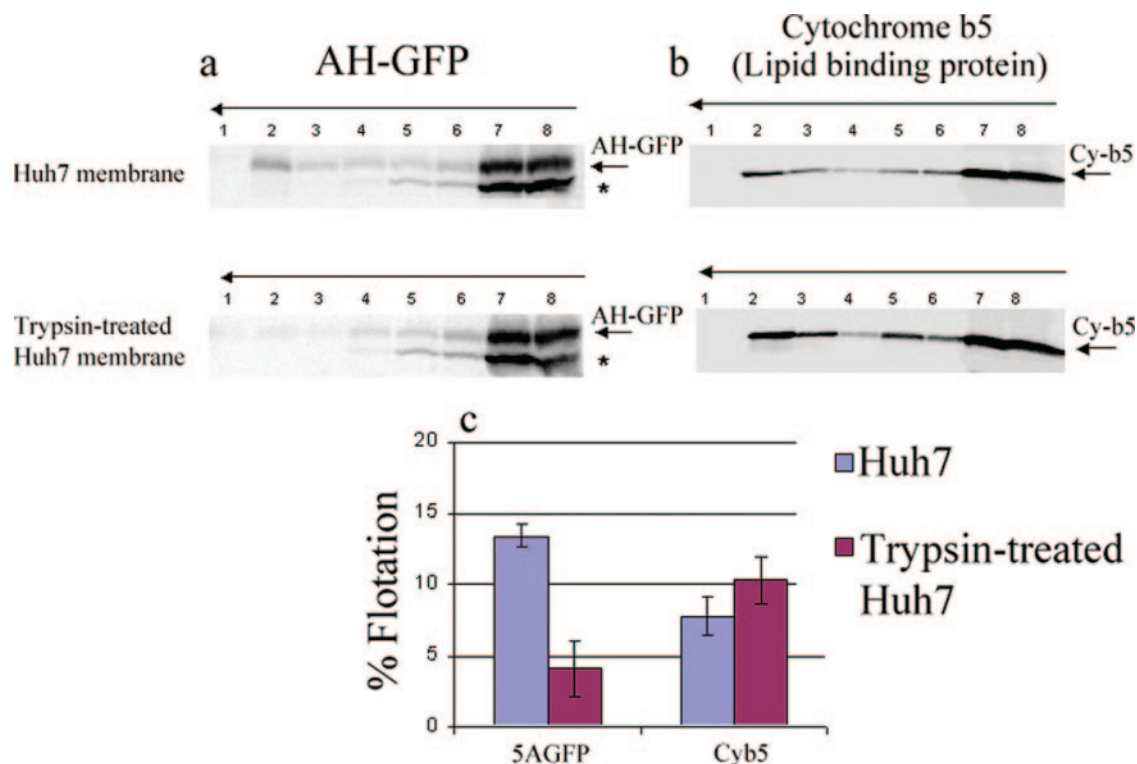 a AH-GFP
b Cytochrome b5
(Lipid binding protein)
1 2 3 4 5 6 7 8
Huh7 membrane
AH-GFP
*
1 2 3 4 5 6 7 8
Cy-b5
1 2 3 4 5 6 7 8
Trypsin-treated
Huh7 membrane
AH-GFP
*
1 2 3 4 5 6 7 8
Cy-b5
c
% Flotation
20
15
10
5
0
5AGFP Cyb5
Huh7
Trypsin-treated
Huh7